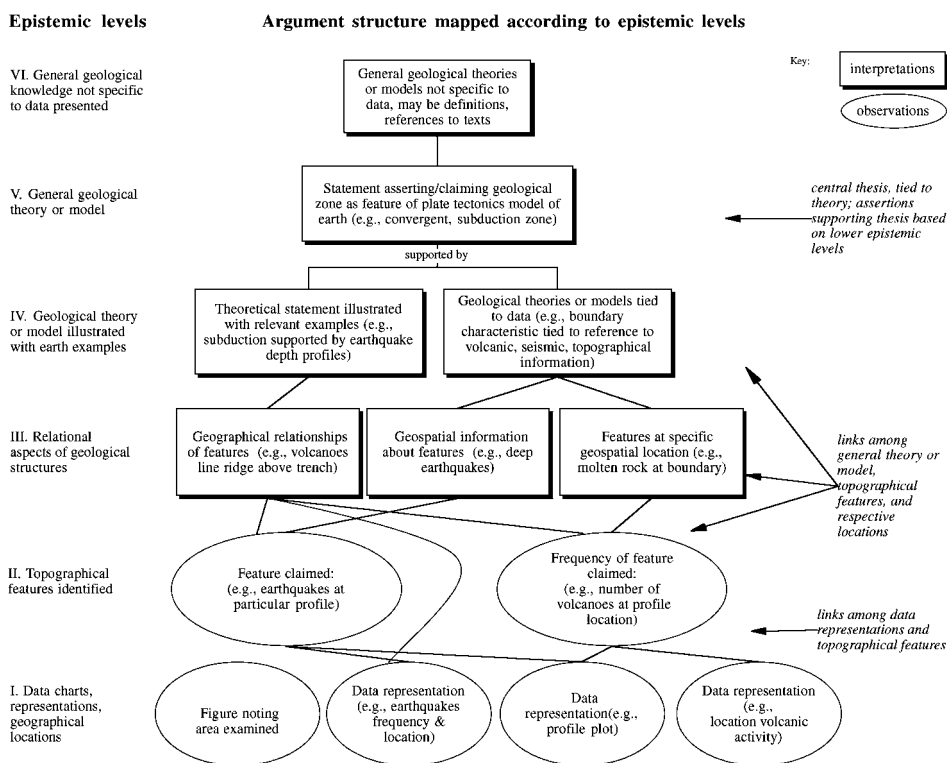 Epistemic levels
Argument structure mapped according to epistemic levels
VI. General geological
knowledge not specific
to data presented
General geological theories
or models not specific to
data, may be definitions,
references to texts
Key:
interpretations
observations
V. General geological
theory or model
Statement asserting/claiming geological
zone as feature of plate tectonics model of
earth (e.g., convergent, subduction zone)
central thesis, tied to
theory; assertions
supporting thesis based
on lower epistemic
levels
supported by
IV. Geological theory
or model illustrated
with earth examples
Theoretical statement illustrated
with relevant examples (e.g.,
subduction supported by earthquake
depth profiles)
Geological theories or models tied
to data (e.g., boundary
characteristic tied to reference to
volcanic, seismic, topographical
information)
III. Relational
aspects of geological
structures
Geographical relationships
of features (e.g., volcanoes
line ridge above trench)
Geospatial information
about features (e.g., deep
earthquakes)
Features at specific
geospatial location (e.g.,
molten rock at boundary)
links among
general theory or
model,
topographical
features, and
respective
locations
II. Topographical
features identified
Feature claimed:
(e.g., earthquakes at
particular profile)
Frequency of feature
claimed:
(e.g., number of
volcanoes at profile
location)
links among data
representations and
topographical features
I. Data charts,
representations,
geographical
locations
Figure noting
area examined
Data representation
(e.g., earthquakes
frequency &
location)
Data
representation(e.g.,
profile plot)
Data representation
(e.g.,
location volcanic
activity)